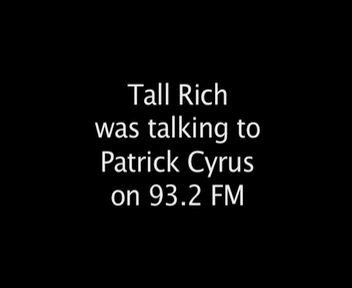 Tall Rich
was talking to
Patrick Cyrus
on 93.2 FM